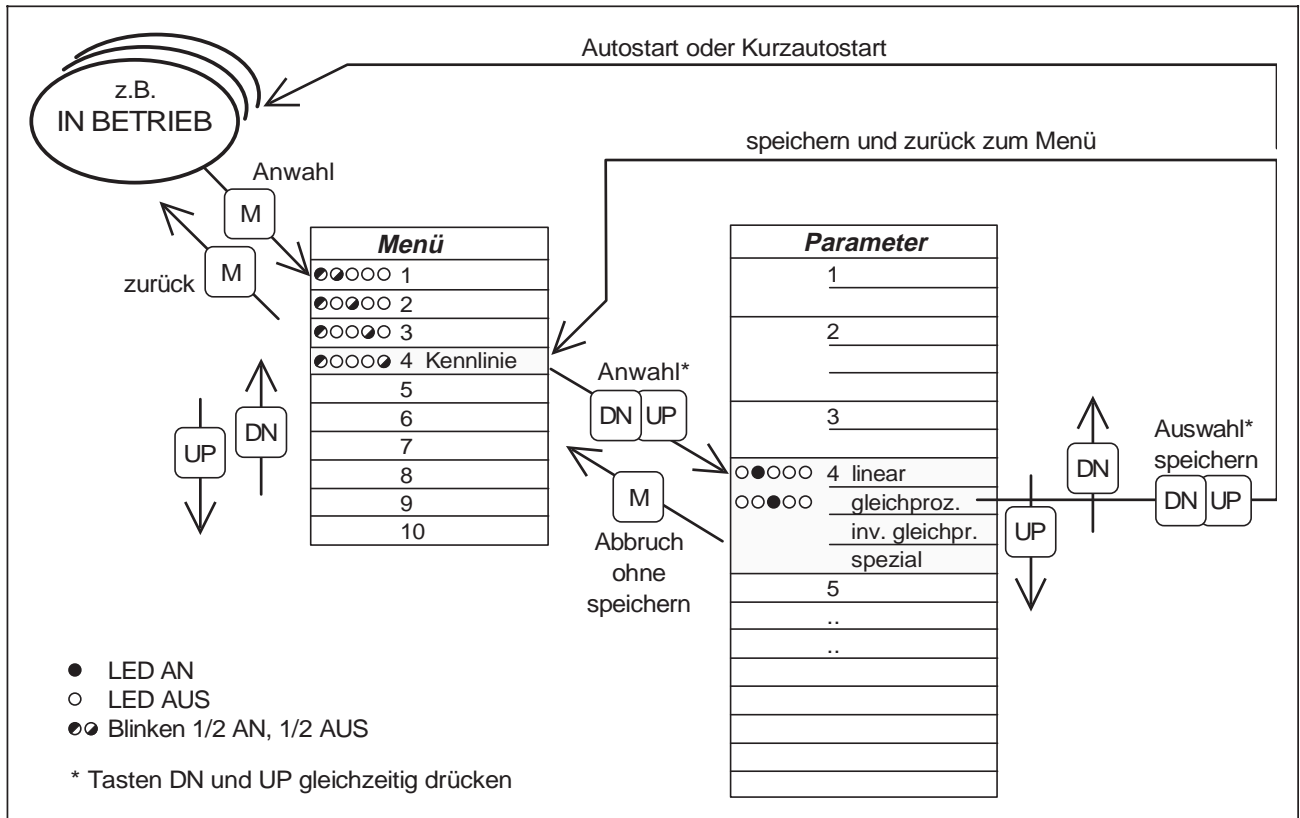 Autostart oder Kurzautostart
z.B.
IN BETRIEB
speichern und zurück zum Menü
Anwahl
M
zurück
M
Menü
1
2
3
4 Kennlinie
5
6
7
8
9
10
UP
DN
Anwahl*
DN UP
M
Abbruch
ohne
speichern
Parameter
1
2
3
4 linear
gleichproz.
inv. gleichpr.
spezial
5
..
..
UP
DN
Auswahl*
speichern
DN UP
LED AN
LED AUS
Blinken 1/2 AN, 1/2 AUS
* Tasten DN und UP gleichzeitig drücken